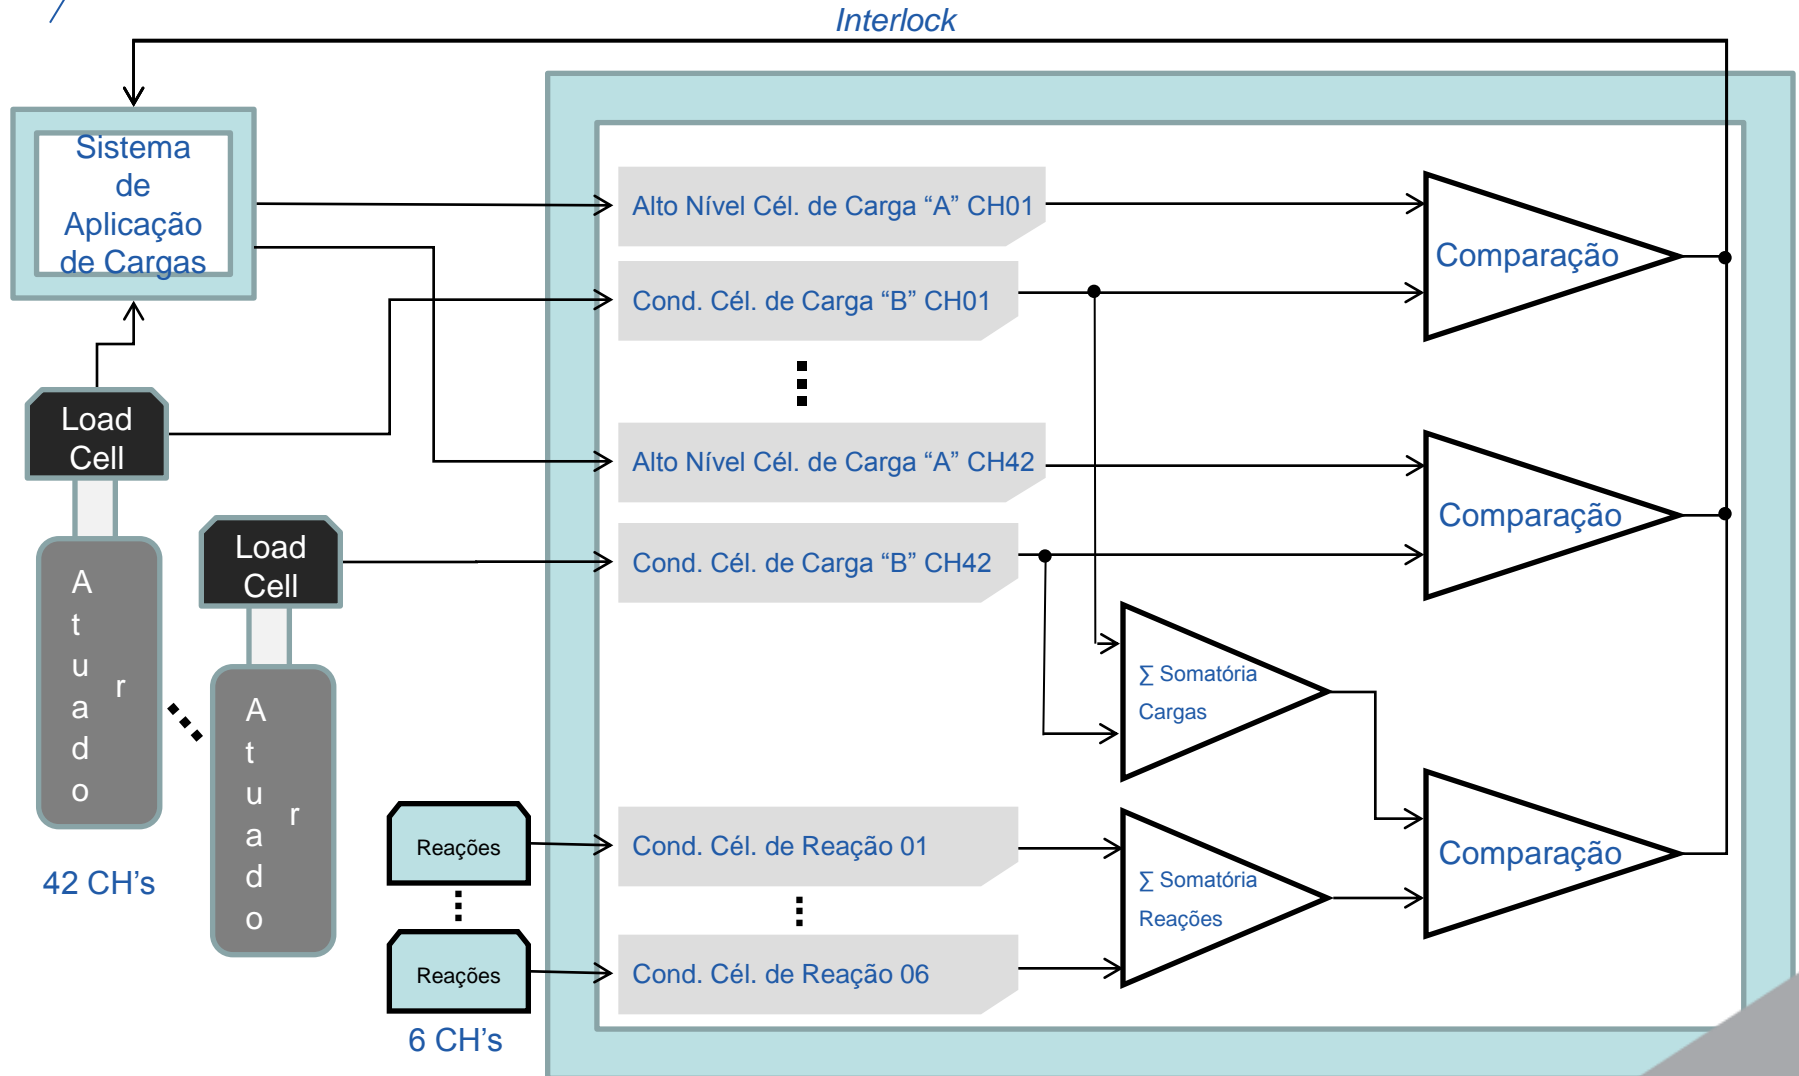 Interlock
Sistema
de
Aplicação
de Cargas
Alto Nível Cél. de Carga “A” CH01
Cond. Cél. de Carga “B” CH01
Comparação
Load
Cell
Alto Nível Cél. de Carga “A” CH42
Cond. Cél. de Carga “B” CH42
Comparação
Load
Cell
Atuador
Atuador
∑ Somatória
Cargas
Reações
Cond. Cél. de Reação 01
∑ Somatória
Reações
Comparação
42 CH’s
Reações
Cond. Cél. de Reação 06
6 CH’s